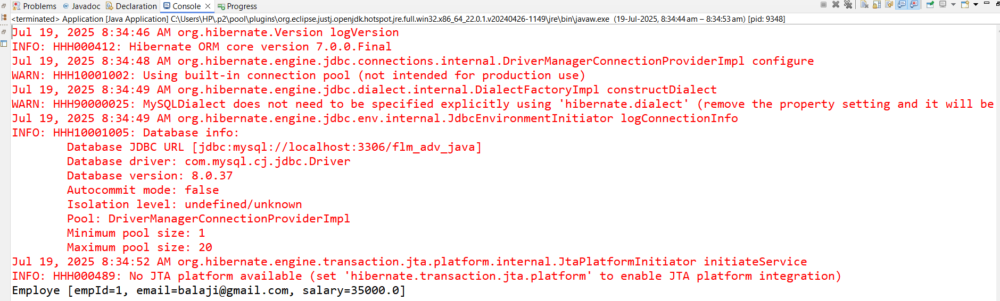 Problems @ Javadoc Declaration Console Progress
<terminated> Application [Java Application] C:\Users\HP\.p2\pool\plugins\org.eclipse.justj.openjdk.hotspot.jre.full.win32.x86_64_22.0.1.v20240426-1149\jre\bin\javaw.exe (19-Jul-2025, 8:34:44 am – 8:34:53 am) [pid: 9348]
Jul 19, 2025 8:34:46 AM org.hibernate.Version logVersion
INFO: HHH000412: Hibernate ORM core version 7.0.0.Final
Jul 19, 2025 8:34:48 AM org.hibernate.engine.jdbc.connections.internal.DriverManagerConnectionProviderImpl configure
WARN: HHH10001002: Using built-in connection pool (not intended for production use)
Jul 19, 2025 8:34:49 AM org.hibernate.engine.jdbc.dialect.internal.DialectFactoryImpl constructDialect
WARN: HHH90000025: MySQLDialect does not need to be specified explicitly using 'hibernate.dialect' (remove the property setting and it will be
Jul 19, 2025 8:34:49 AM org.hibernate.engine.jdbc.env.internal.JdbcEnvironmentInitiator logConnectionInfo
INFO: HHH10001005: Database info:
Database JDBC URL [jdbc:mysql://localhost:3306/flm_adv_java]
Database driver: com.mysql.cj.jdbc.Driver
Database version: 8.0.37
Autocommit mode: false
Isolation level: undefined/unknown
Pool: DriverManagerConnectionProviderImpl
Minimum pool size: 1
Maximum pool size: 20
Jul 19, 2025 8:34:52 AM org.hibernate.engine.transaction.jta.platform.internal.JtaPlatformInitiator initiateService
INFO: HHH000489: No JTA platform available (set 'hibernate.transaction.jta.platform' to enable JTA platform integration)
Employe [empId=1, email=balaji@gmail.com, salary=35000.0]